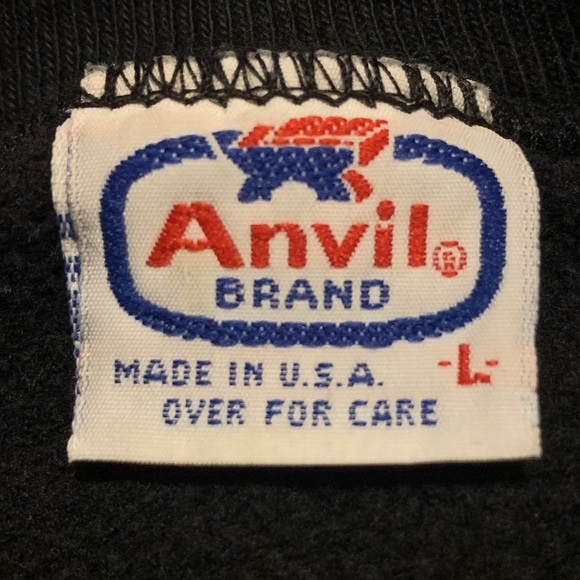 Anvil®
BRAND
MADE IN U.S.A. -L-
OVER FOR CARE